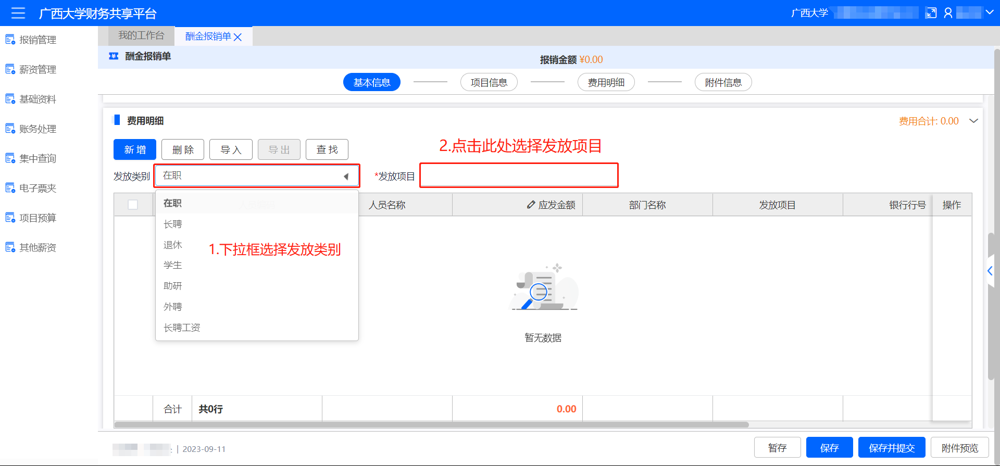 广西大学财务共享平台
广西大学
报销管理
薪资管理
基础资料
账务处理
集中查询
电子票夹
项目预算
其他薪资
我的工作台
酬金报销单
酬金报销单
报销金额 ¥0.00
基本信息
项目信息
费用明细
附件信息
费用明细
费用合计: 0.00
新增
删除
导入
导出
查找
2.点击此处选择发放项目
发放类别
在职
*发放项目
人员名称
应发金额
部门名称
发放项目
银行行号
操作
在职
长聘
退休
学生
助研
外聘
长聘工资
1.下拉框选择发放类别
暂无数据
合计
共0行
0.00
| 2023-09-11
暂存
保存
保存并提交
附件预览